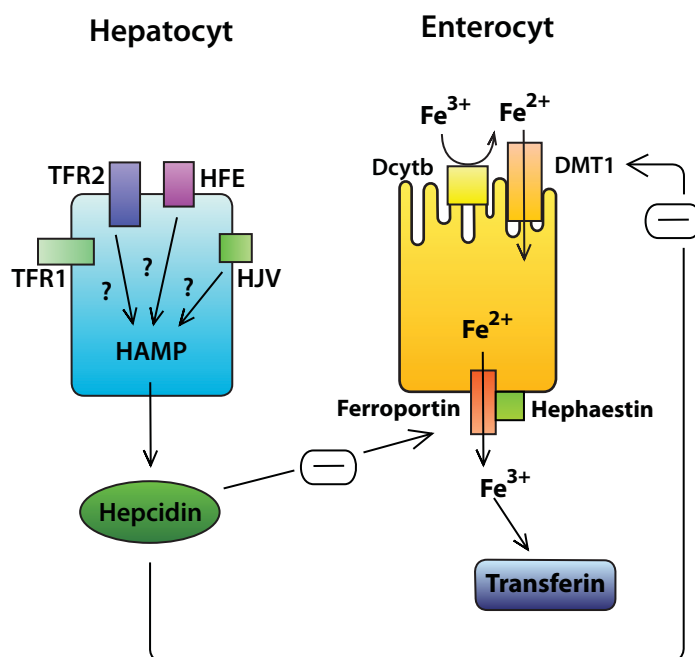 Hepatocyt
Enterocyt
Fe3+
Fe2+
TFR2
HFE
Dcytb
DMT1
TFR1
?
?
?
HJV
HAMP
Fe2+
Ferroportin
Hephaestin
Hepcidin
Fe3+
Transferin